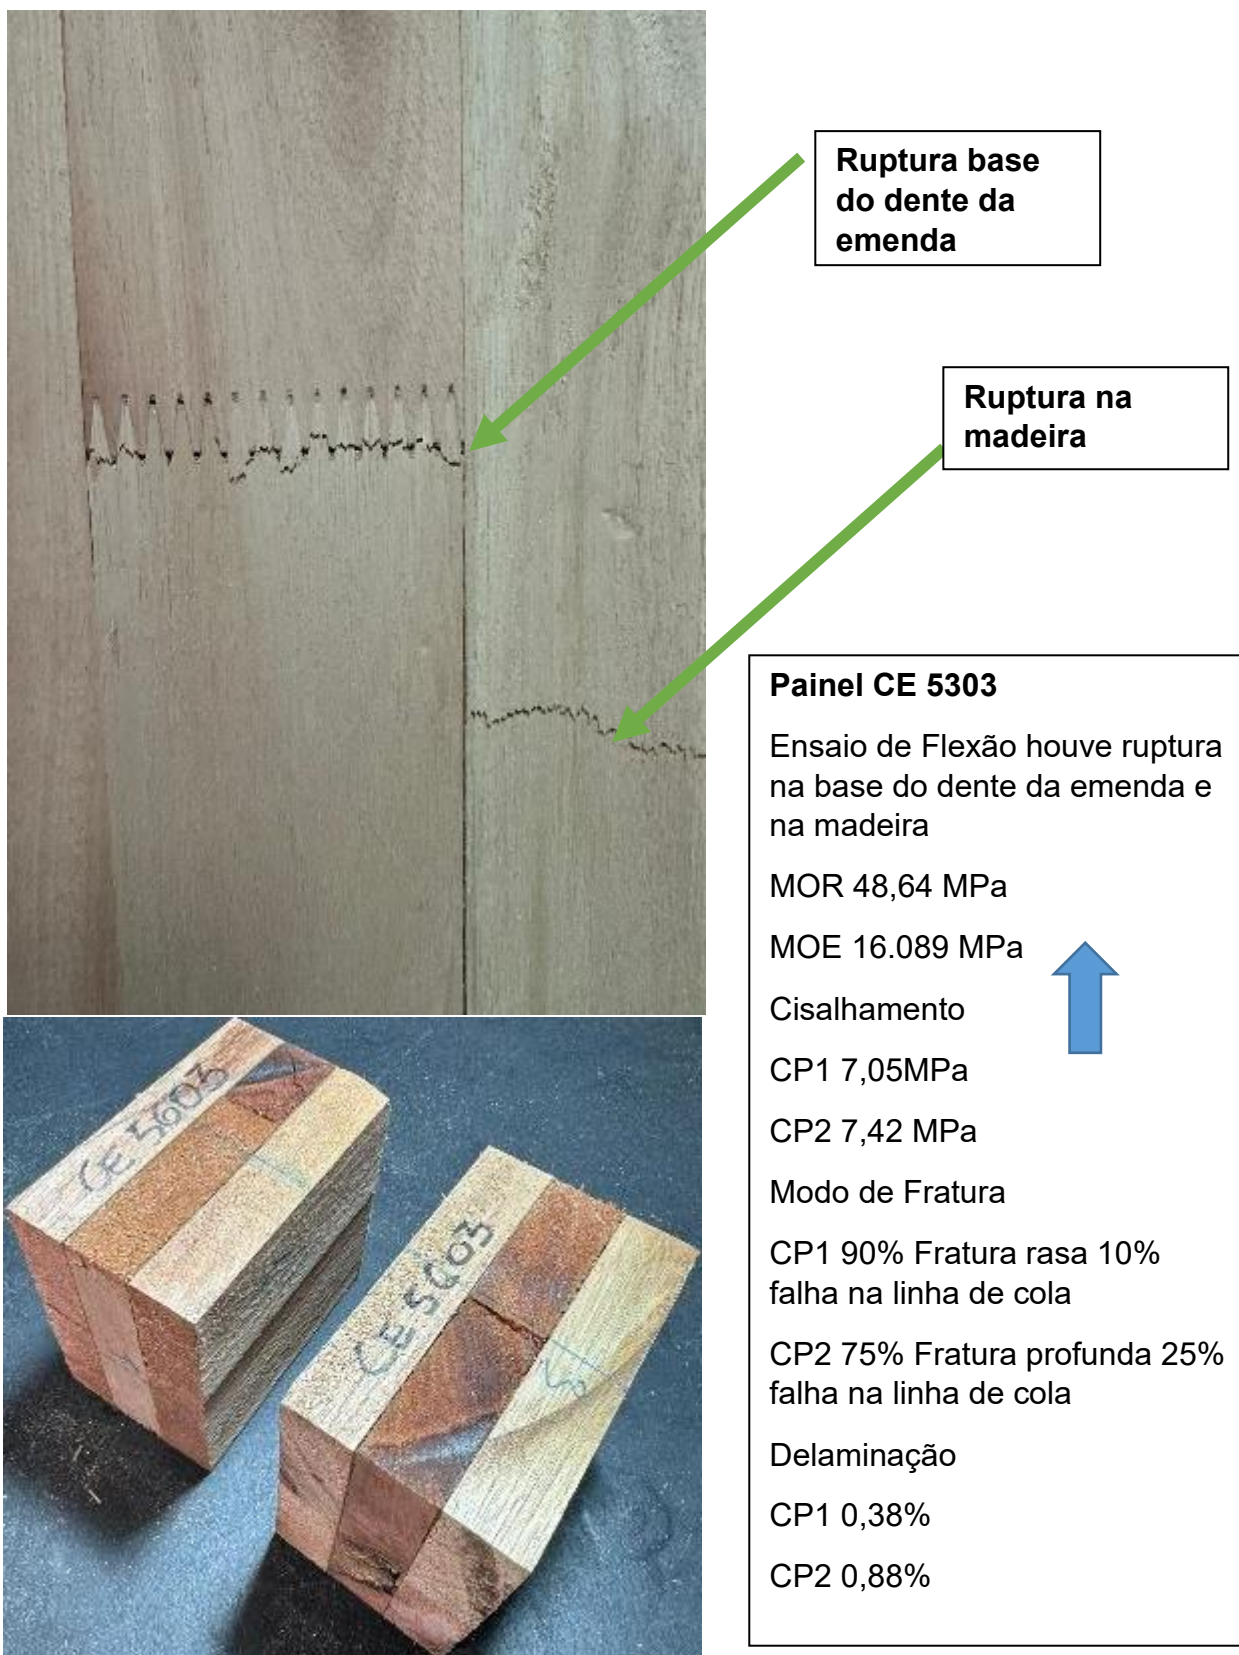 Ruptura base
do dente da
emenda
Ruptura na
madeira
Painel CE 5303
Ensaio de Flexão houve ruptura
na base do dente da emenda e
na madeira
MOR 48,64 MPa
MOE 16.089 MPa
Cisalhamento
CP1 7,05MPa
CP2 7,42 MPa
Modo de Fratura
CP1 90% Fratura rasa 10%
falha na linha de cola
CP2 75% Fratura profunda 25%
falha na linha de cola
Delaminação
CP1 0,38%
CP2 0,88%
CE 5603
CE 5603